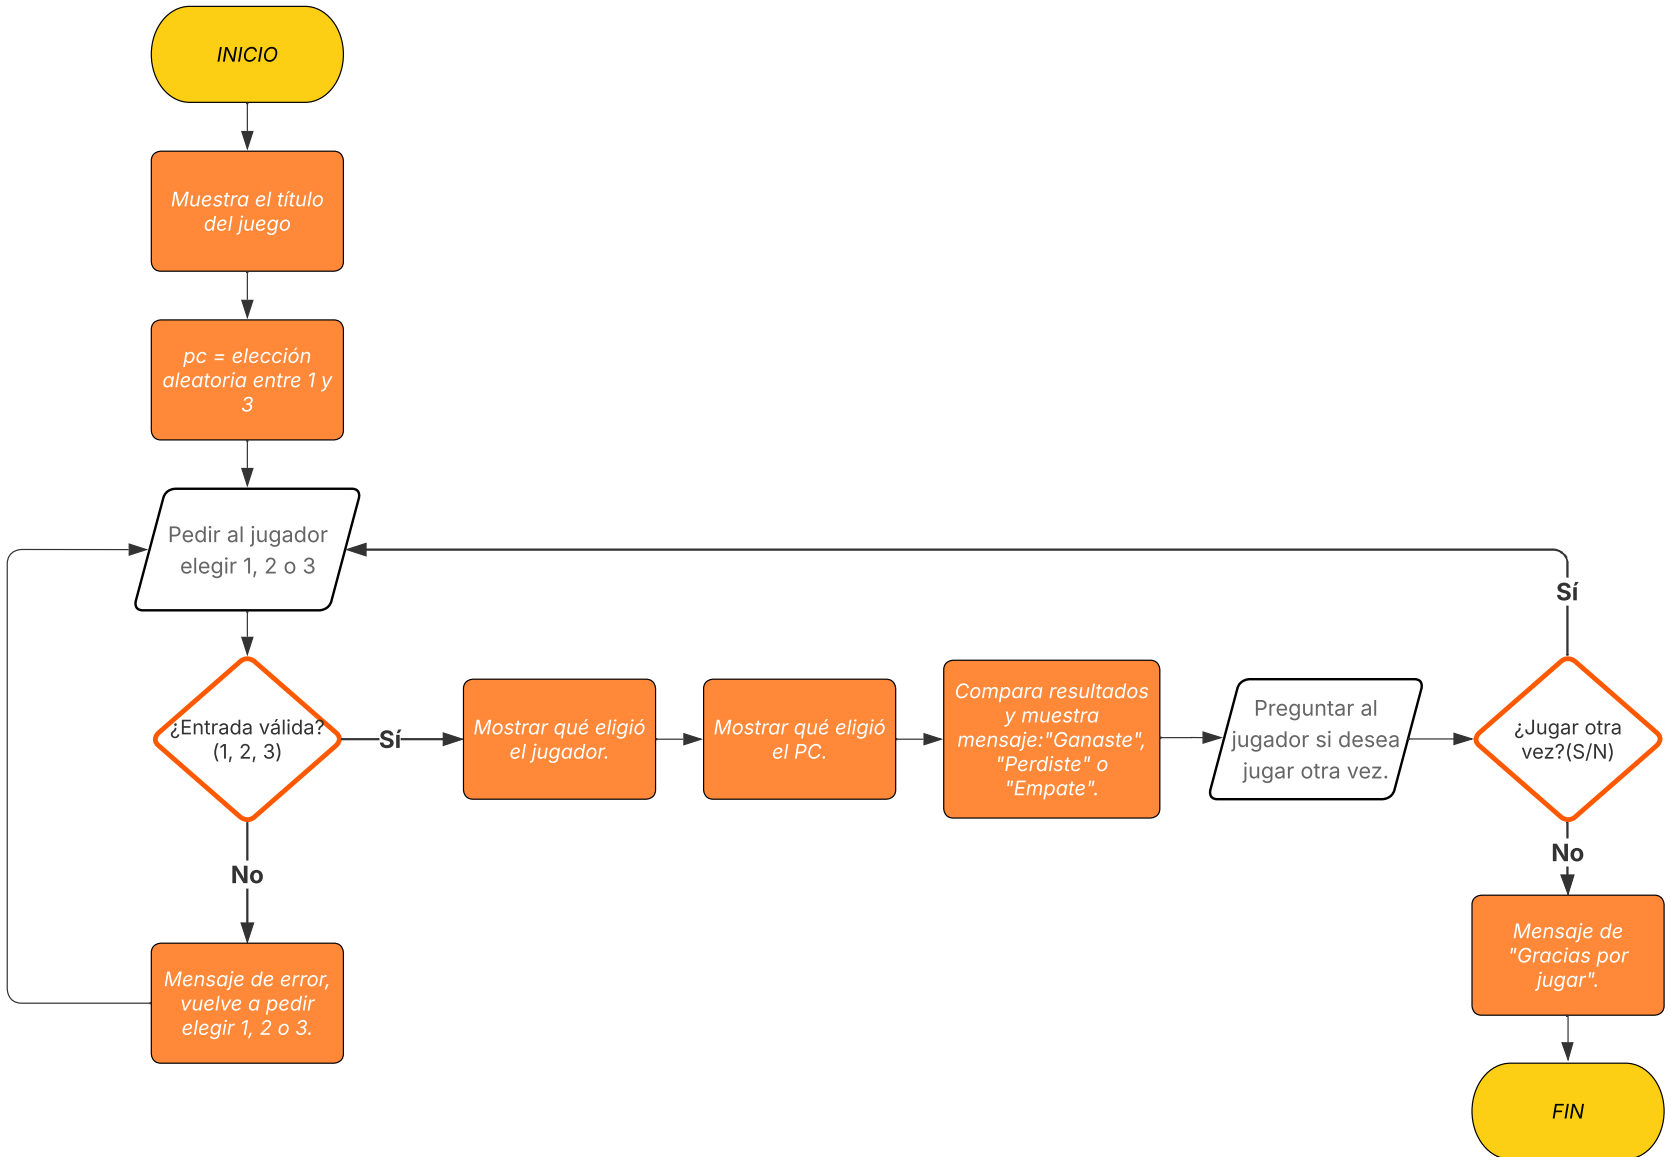 INICIO
Muestra el título
del juego
pc = elección
aleatoria entre 1 y
3
Pedir al jugador
elegir 1, 2 o 3
¿Entrada válida?
(1, 2, 3)
Sí
No
Mensaje de error,
vuelve a pedir
elegir 1, 2 o 3.
Mostrar qué eligió
el jugador.
Mostrar qué eligió
el PC.
Compara resultados
y muestra
mensaje:"Ganaste",
"Perdiste" o
"Empate".
Preguntar al
jugador si desea
jugar otra vez.
¿Jugar otra
vez?(S/N)
Sí
No
Mensaje de
"Gracias por
jugar".
FIN